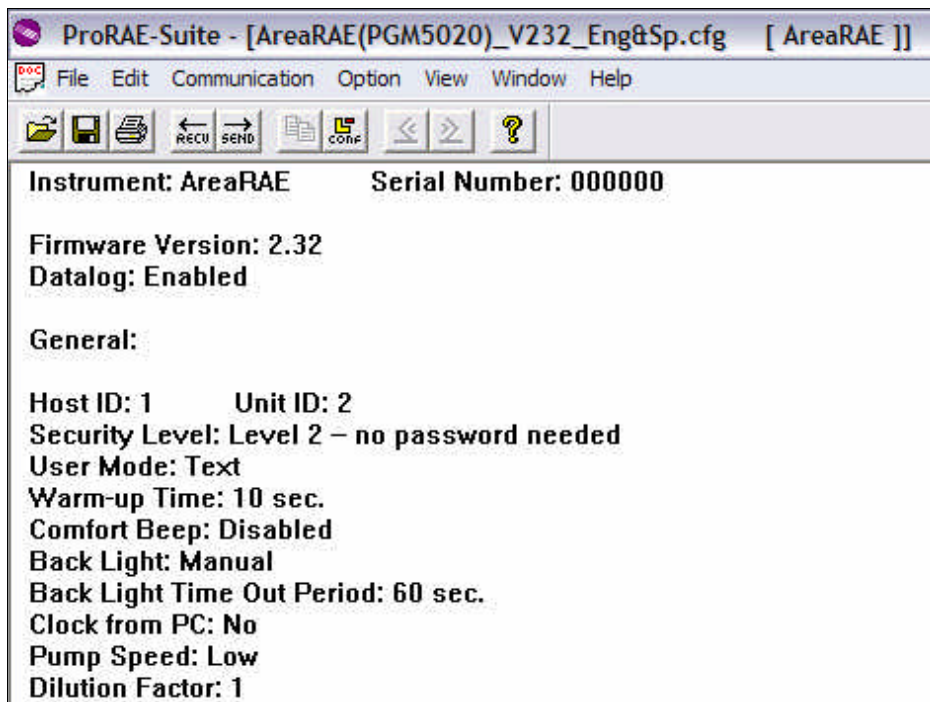 ProRAE-Suite - [AreaRAE(PGM5020)_V232_Eng&Sp.cfg [ AreaRAE ]]
DOC File Edit Communication Option View Window Help
RECV SEND CONF
Instrument: AreaRAE Serial Number: 000000
Firmware Version: 2.32
Datalog: Enabled
General:
Host ID: 1 Unit ID: 2
Security Level: Level 2 – no password needed
User Mode: Text
Warm-up Time: 10 sec.
Comfort Beep: Disabled
Back Light: Manual
Back Light Time Out Period: 60 sec.
Clock from PC: No
Pump Speed: Low
Dilution Factor: 1